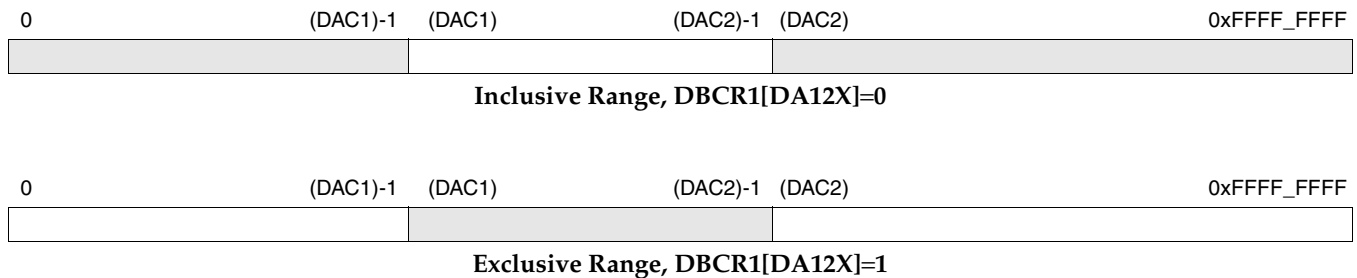 0 (DAC1)-1 (DAC1) (DAC2)-1 (DAC2) 0xFFFF_FFFF
Inclusive Range, DBCR1[DA12X]=0
0 (DAC1)-1 (DAC1) (DAC2)-1 (DAC2) 0xFFFF_FFFF
Exclusive Range, DBCR1[DA12X]=1